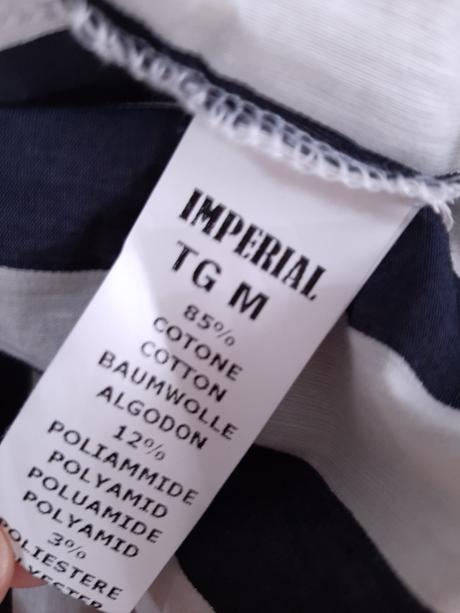 IMPERIAL
TG M
85%
COTONE
COTTON
BAUMWOLLE
ALGODON
12%
POLIAMMIDE
POLYAMID
POLUAMIDE
POLYAMID
3%
POLIESTERE